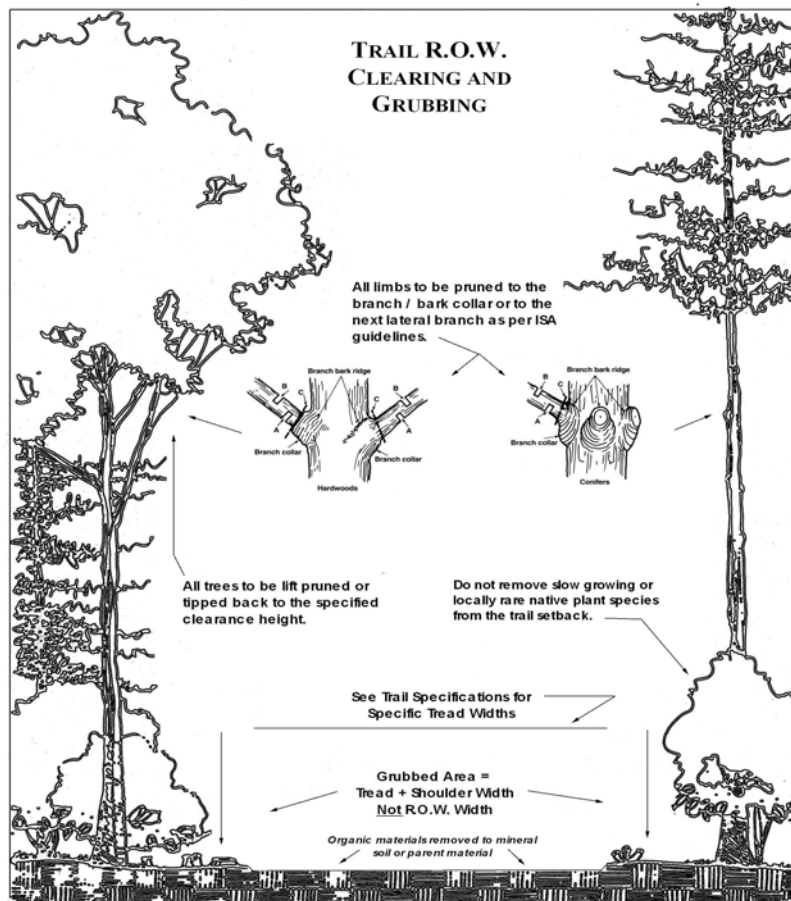 TRAIL R.O.W.
CLEARING AND
GRUBBING
All limbs to be pruned to the
branch / bark collar or to the
next lateral branch as per ISA
guidelines.
Branch bark ridge
B
C
C
B
A
A
Branch collar
Branch collar
Hardwoods
Branch bark ridge
B
C
A
Branch collar
Conifers
All trees to be lift pruned or
tipped back to the specified
clearance height.
Do not remove slow growing or
locally rare native plant species
from the trail setback.
See Trail Specifications for
Specific Tread Widths
Grubbed Area =
Tread + Shoulder Width
Not R.O.W. Width
Organic materials removed to mineral
soil or parent material